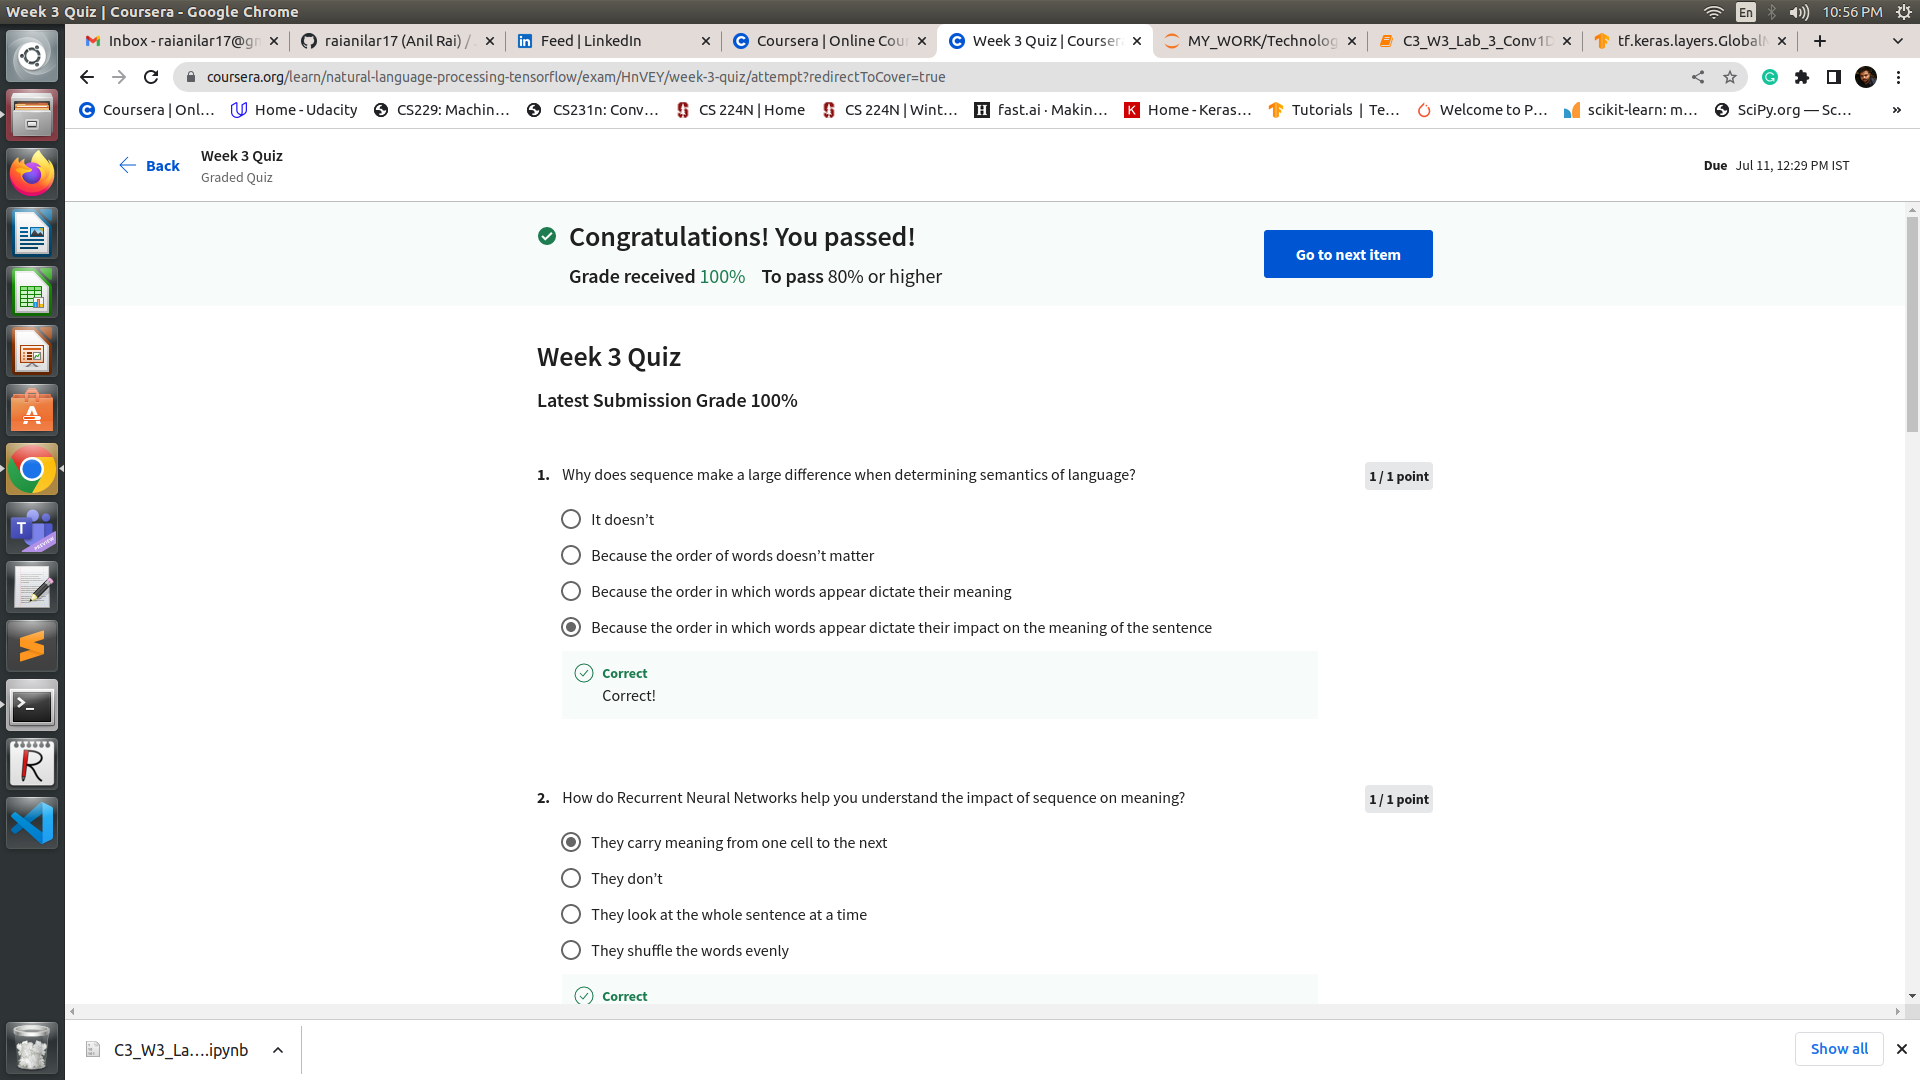 Week 3 Quiz | Coursera - Google Chrome
En
10:56 PM
Inbox - raianilar17@gm
raianilar17 (Anil Rai) /
Feed | LinkedIn
Coursera | Online Cour
Week 3 Quiz | Courser
MY_WORK/Technolog
C3_W3_Lab_3_Conv1D
tf.keras.layers.GlobalM
coursera.org/learn/natural-language-processing-tensorflow/exam/HnVEY/week-3-quiz/attempt?redirectToCover=true
Coursera | Onl...
Home - Udacity
CS229: Machin...
CS231n: Conv...
CS 224N | Home
CS 224N | Wint...
fast.ai · Makin...
Home - Keras...
Tutorials | Te...
Welcome to P...
scikit-learn: m...
SciPy.org — Sc...
»
Back
Week 3 Quiz
Graded Quiz
Due Jul 11, 12:29 PM IST
Congratulations! You passed!
Grade received 100% To pass 80% or higher
Go to next item
Week 3 Quiz
Latest Submission Grade 100%
1. Why does sequence make a large difference when determining semantics of language?
1 / 1 point
It doesn’t
Because the order of words doesn’t matter
Because the order in which words appear dictate their meaning
Because the order in which words appear dictate their impact on the meaning of the sentence
Correct
Correct!
2. How do Recurrent Neural Networks help you understand the impact of sequence on meaning?
1 / 1 point
They carry meaning from one cell to the next
They don’t
They look at the whole sentence at a time
They shuffle the words evenly
Correct
C3_W3_La....ipynb
Show all